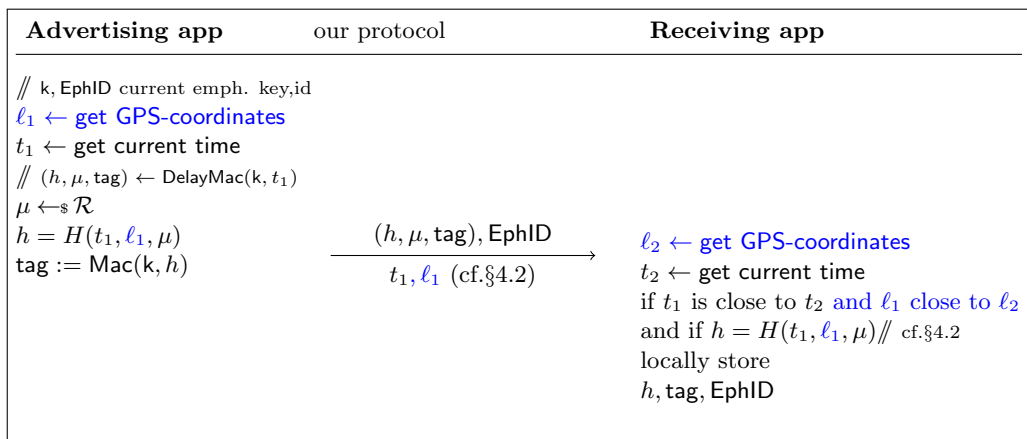 Advertising app our protocol Receiving app
// k, EphID current emph. key,id
ℓ₁ ← get GPS-coordinates
t₁ ← get current time
// (h, μ, tag) ← DelayMac(k, t₁)
μ ←$ R
h = H(t₁, ℓ₁, μ)
tag := Mac(k, h)
(h, μ, tag), EphID
t₁, ℓ₁ (cf.§4.2)
ℓ₂ ← get GPS-coordinates
t₂ ← get current time
if t₁ is close to t₂ and ℓ₁ close to ℓ₂
and if h = H(t₁, ℓ₁, μ)// cf.§4.2
locally store
h, tag, EphID